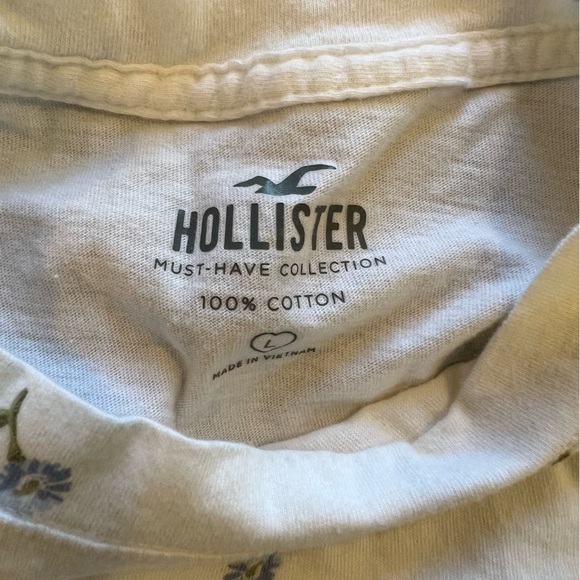 HOLLISTER
MUST-HAVE COLLECTION
100% COTTON
L
MADE IN VIETNAM